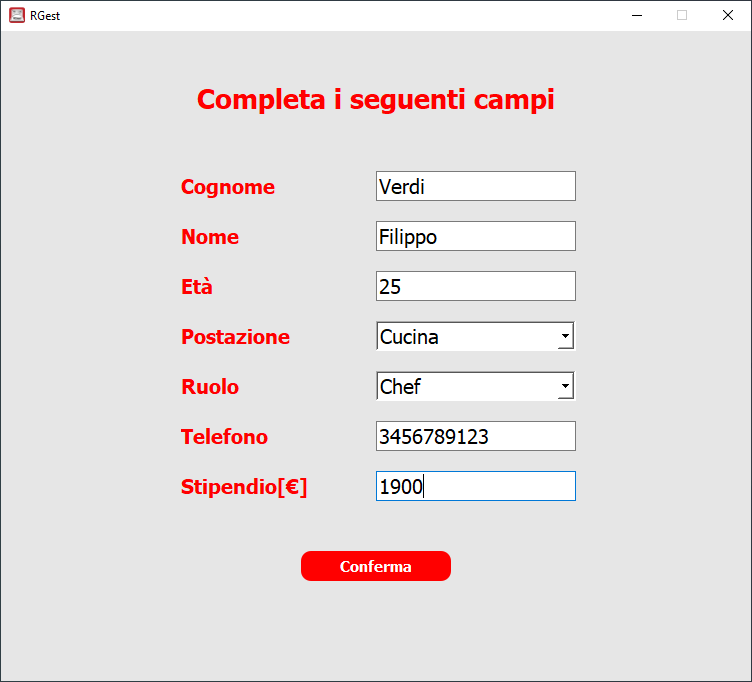 RGest
Completa i seguenti campi
Cognome Verdi
Nome Filippo
Età 25
Postazione Cucina
Ruolo Chef
Telefono 3456789123
Stipendio[€] 1900
Conferma